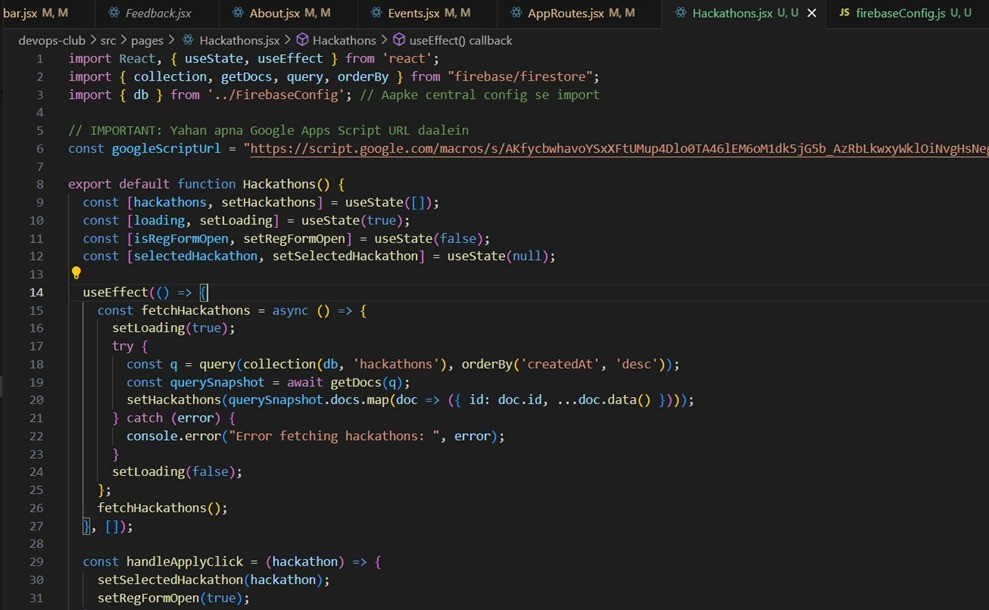 bar.jsx M, M Feedback.jsx About.jsx M, M Events.jsx M, M AppRoutes.jsx M, M Hackathons.jsx U, U JS firebaseConfig.js U, U
devops-club > src > pages > Hackathons.jsx > Hackathons > useEffect() callback
1 import React, { useState, useEffect } from 'react';
2 import { collection, getDocs, query, orderBy } from "firebase/firestore";
3 import { db } from '../FirebaseConfig'; // Aapke central config se import
4
5 // IMPORTANT: Yahan apna Google Apps Script URL daalein
6 const googleScriptUrl = "https://script.google.com/macros/s/
7
8 export default function Hackathons() {
9 const [hackathons, setHackathons] = useState([]);
10 const [loading, setLoading] = useState(true);
11 const [isRegFormOpen, setRegFormOpen] = useState(false);
12 const [selectedHackathon, setSelectedHackathon] = useState(null);
13
14 useEffect(() => {
15 const fetchHackathons = async () => {
16 setLoading(true);
17 try {
18 const q = query(collection(db, 'hackathons'), orderBy('createdAt', 'desc'));
19 const querySnapshot = await getDocs(q);
20 setHackathons(querySnapshot.docs.map(doc => ({ id: doc.id, ...doc.data() })));
21 } catch (error) {
22 console.error("Error fetching hackathons: ", error);
23 }
24 setLoading(false);
25 };
26 fetchHackathons();
27 }, []);
28
29 const handleApplyClick = (hackathon) => {
30 setSelectedHackathon(hackathon);
31 setRegFormOpen(true);